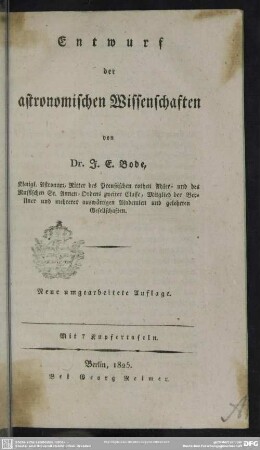 Entwurf
der
astronomischen Wissenschaften
von
Dr. J. E. Bode,
Königl. Astronom, Ritter des Preußischen rothen Adler- und des
Russischen St. Annen-Ordens zweiter Classe, Mitglied der Ber-
liner und mehrerer auswärtigen Akademien und gelehrten
Gesellschaften.
Neue umgearbeitete Auflage.
Mit 7 Kupfertafeln.
Berlin, 1825.
Bei Georg Reimer.
DFG